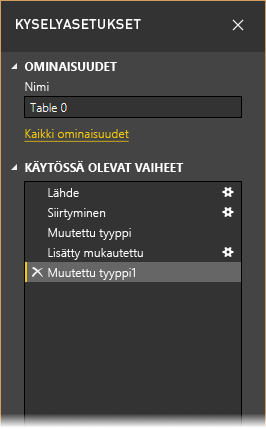 KYSELYASETUKSET
OMINAISUUDET
Nimi
Table 0
Kaikki ominaisuudet
KÄYTÖSSÄ OLEVAT VAIHEET
Lähde
Siirtyminen
Muutettu tyyppi
Lisätty mukautettu
Muutettu tyyppi1